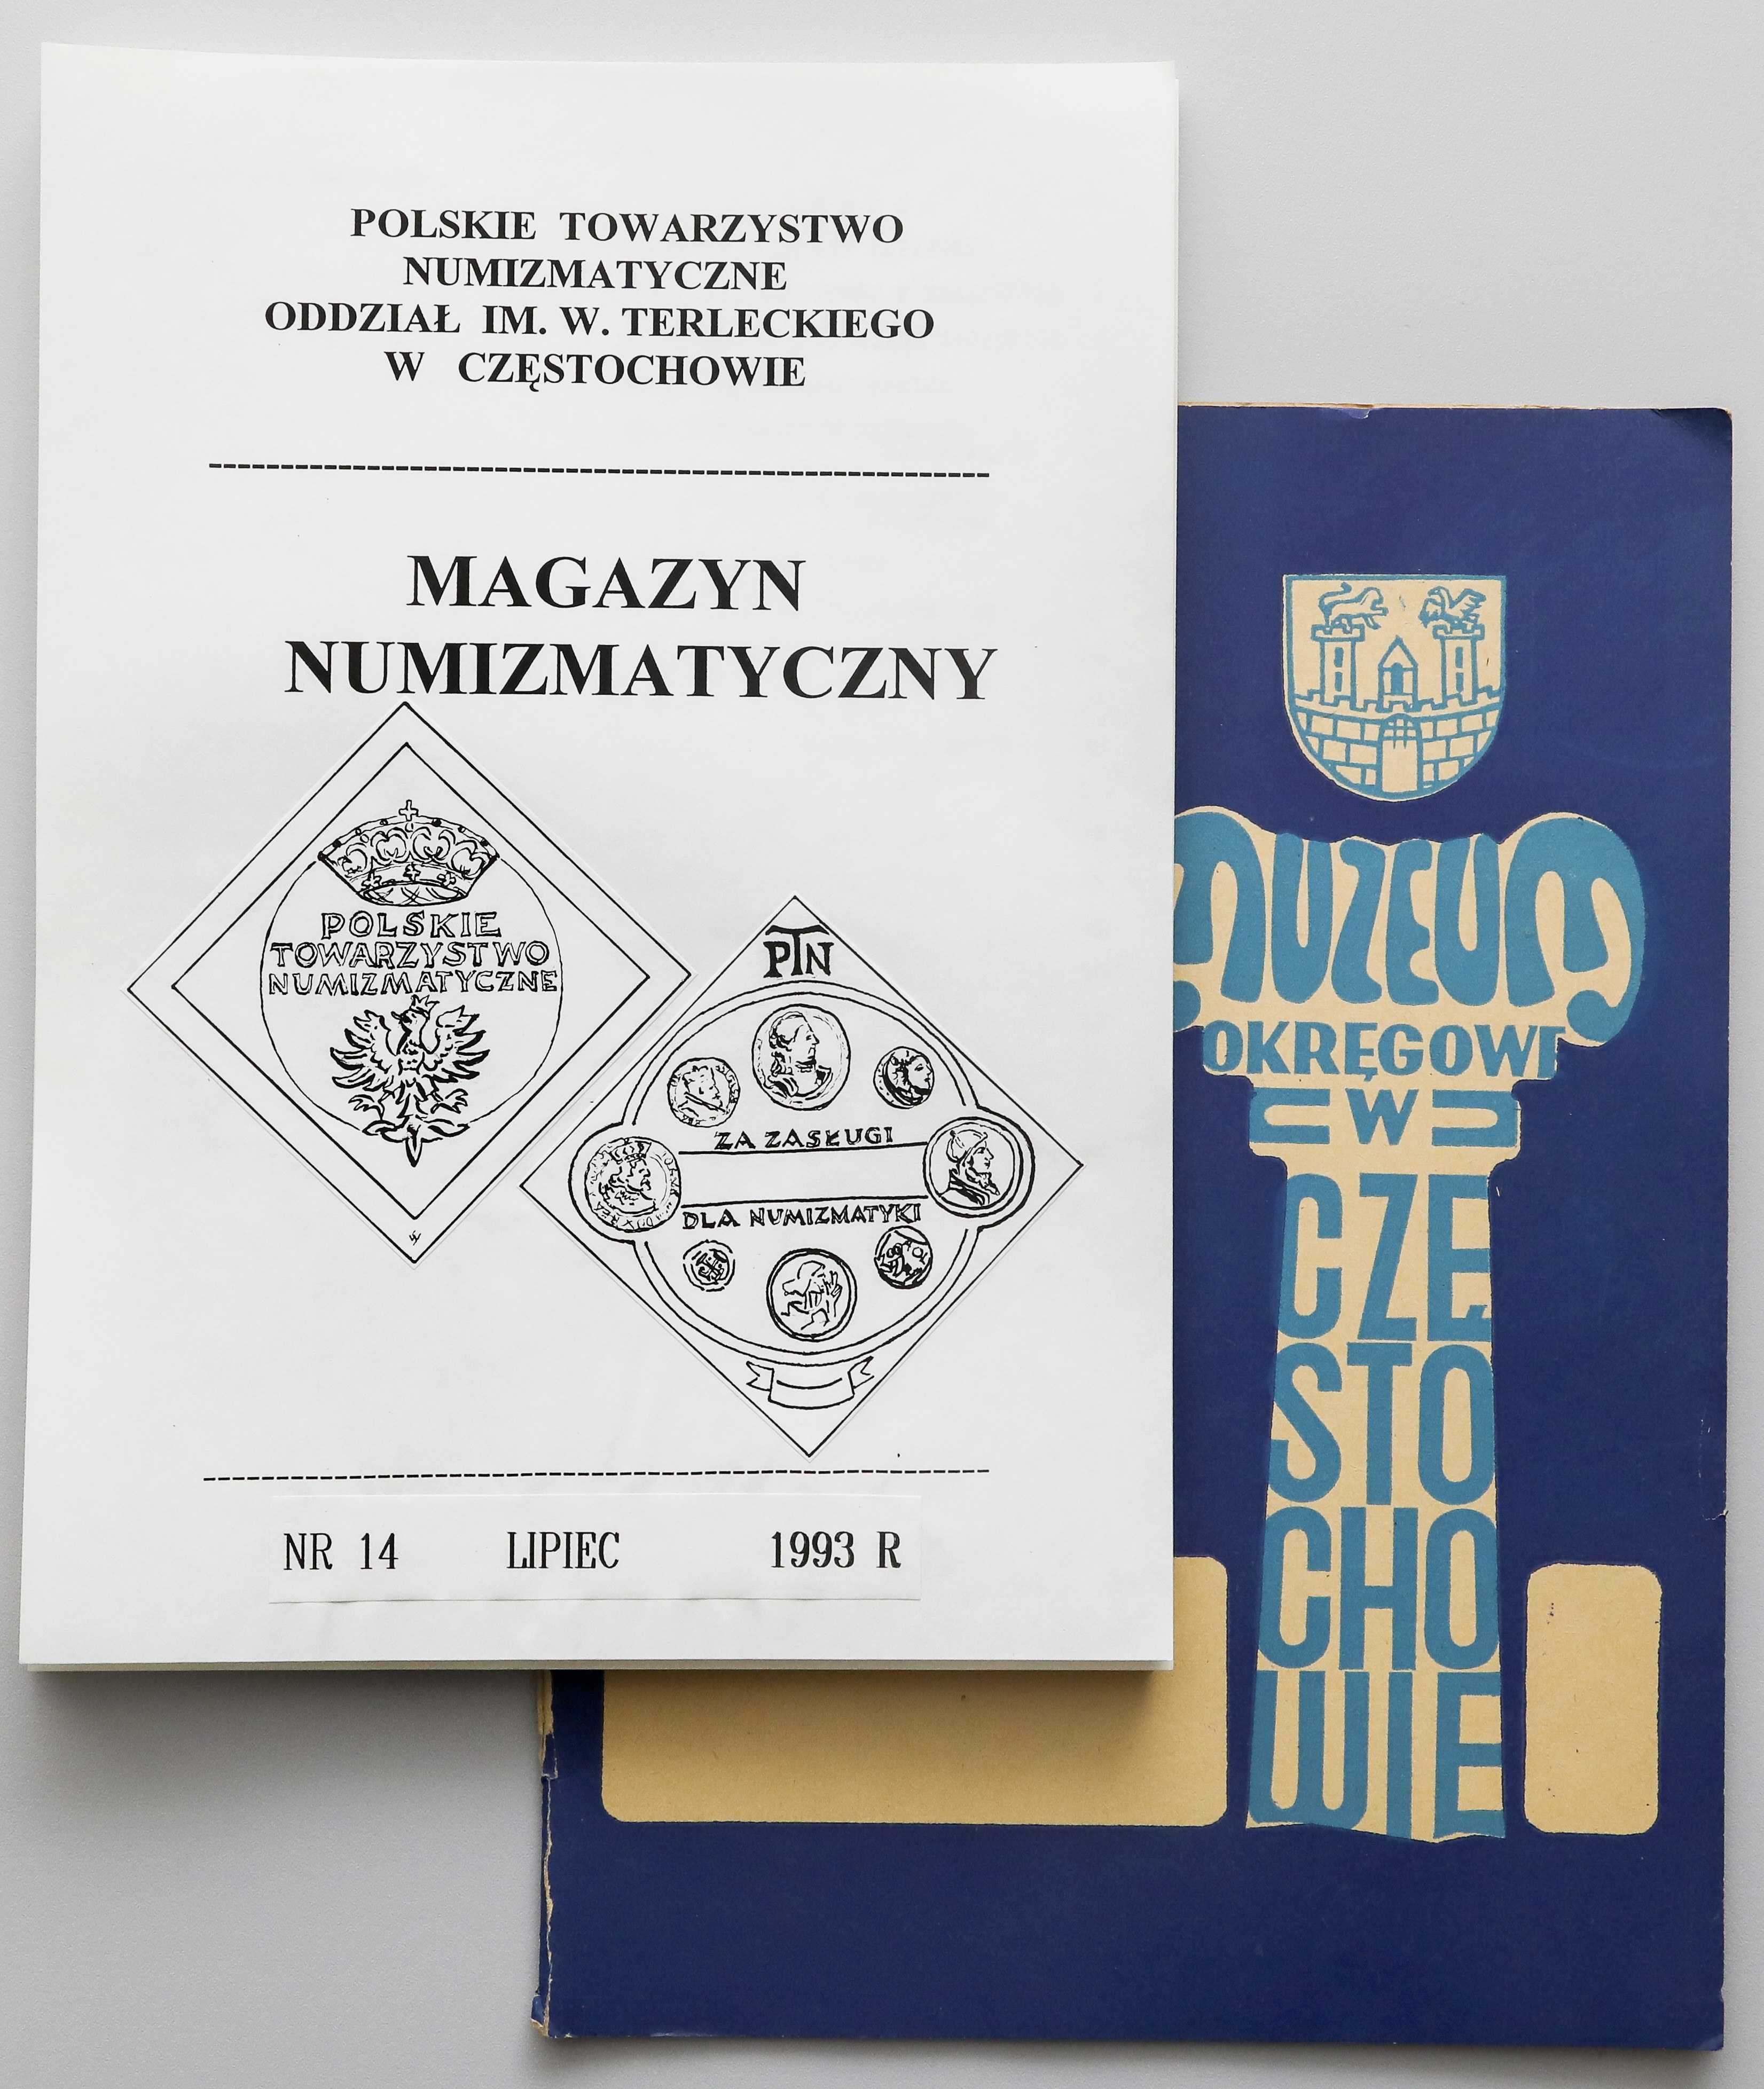 POLSKIE TOWARZYSTWO
NUMIZMATYCZNE
ODDZIAŁ IM. W. TERLECKIEGO
W CZĘSTOCHOWIE
MAGAZYN
NUMIZMATYCZNY
POLSKIE
TOWARZYSTWO
NUMIZMATYCZNE
PTN
ZA ZASŁUGI
DLA NUMIZMATYKI
NR 14 LIPIEC 1993 R
MUZEUM
OKRĘGOWE
W
CZĘ
STO
CHO
WIE